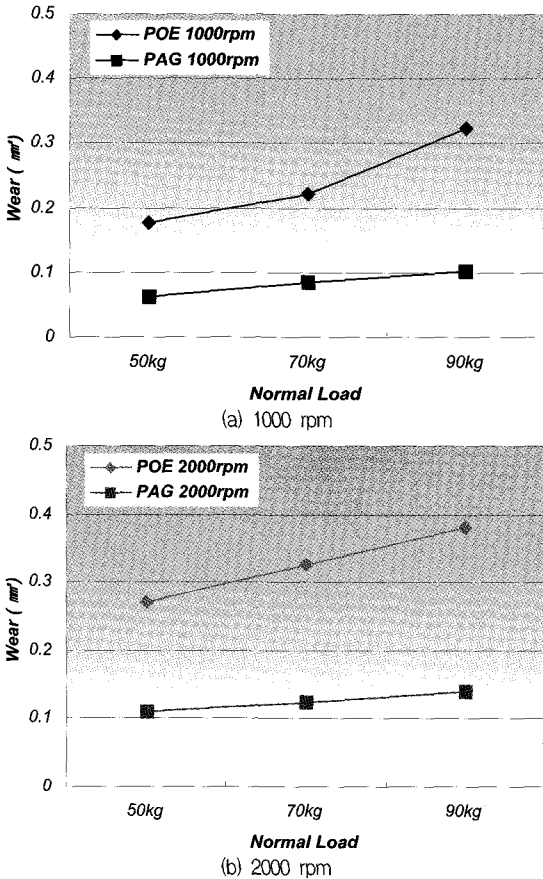 0.5
POE 1000rpm
PAG 1000rpm
0.4
0.3
0.2
0.1
0
Wear ( ㎟ )
50kg 70kg 90kg
Normal Load
(a) 1000 rpm
0.5
POE 2000rpm
PAG 2000rpm
0.4
0.3
0.2
0.1
0
Wear ( ㎟ )
50kg 70kg 90kg
Normal Load
(b) 2000 rpm